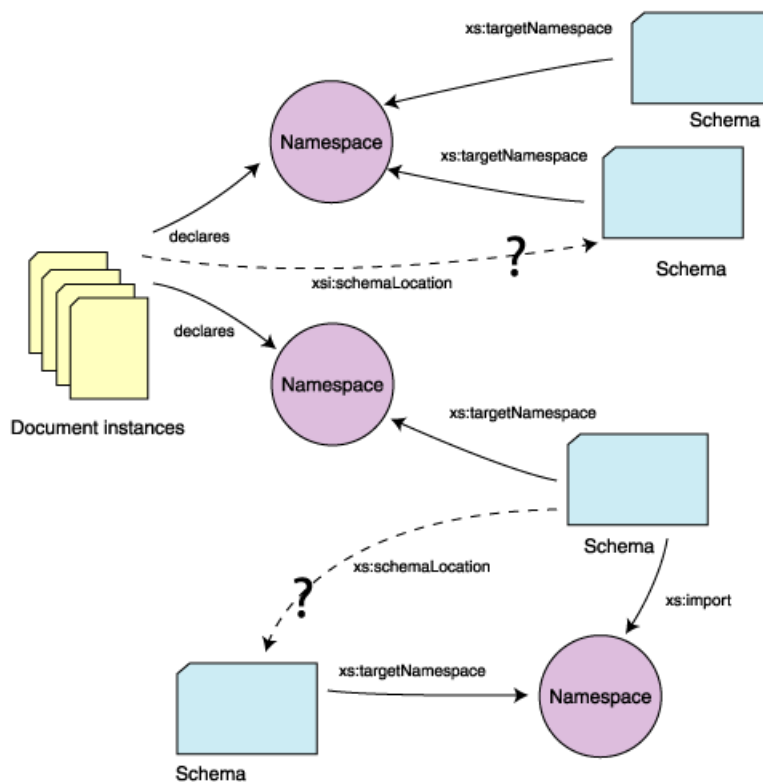 xs:targetNamespace
Schema
Namespace
xs:targetNamespace
declares
?
Schema
xsi:schemaLocation
declares
Namespace
xs:targetNamespace
Document instances
Schema
xs:schemaLocation
?
xs:import
xs:targetNamespace
Namespace
Schema